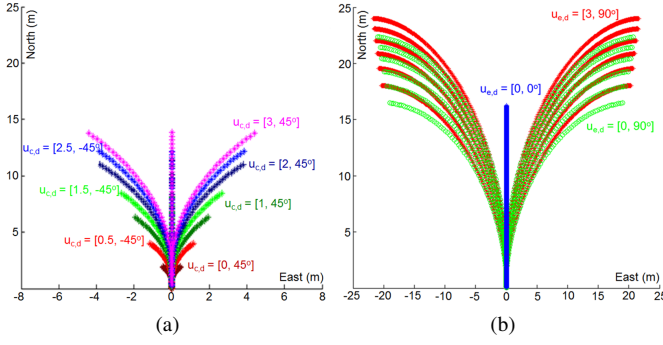 25
20
15
10
5
North (m)
u_c,d = [3, 45°]
u_c,d = [2.5, -45°]
u_c,d = [2, 45°]
u_c,d = [1.5, -45°]
u_c,d = [1, 45°]
u_c,d = [0.5, -45°]
u_c,d = [0, 45°]
East (m)
-8 -6 -4 -2 0 2 4 6 8
(a)
25
20
15
10
5
North (m)
u_e,d = [3, 90°]
u_e,d = [0, 0°]
u_e,d = [0, 90°]
East (m)
-25 -20 -15 -10 -5 0 5 10 15 20 25
(b)